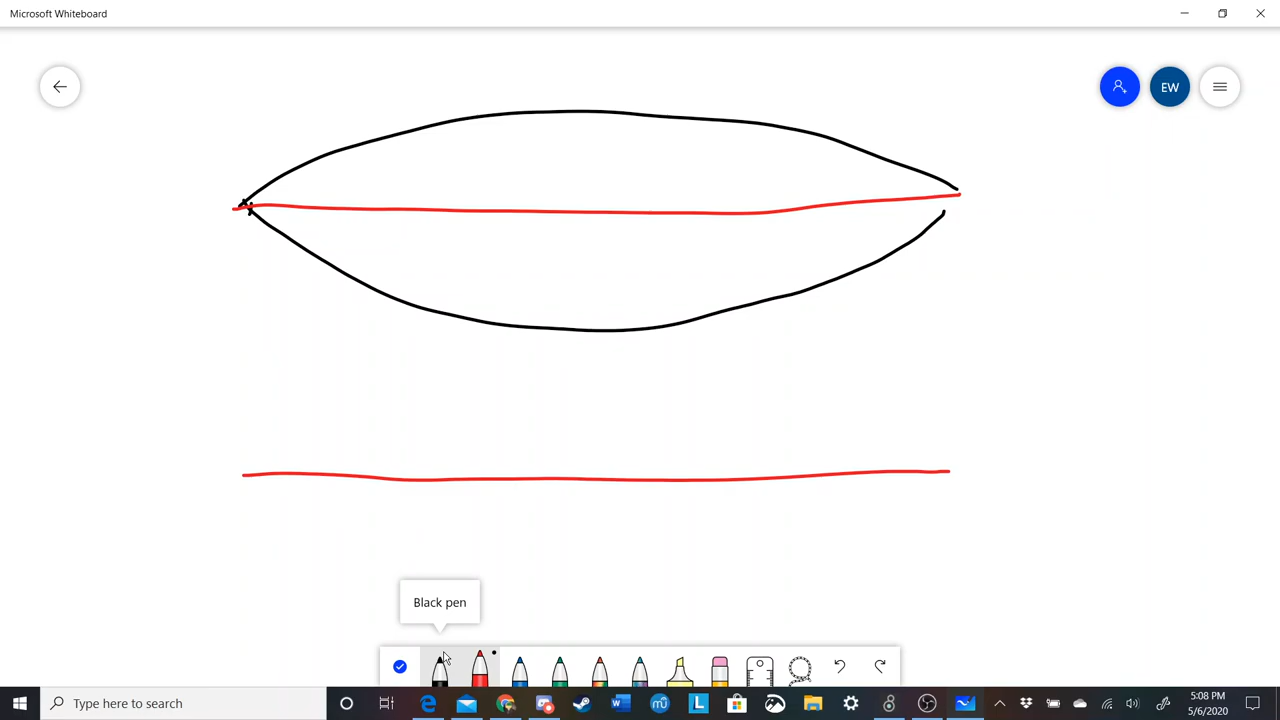 Microsoft Whiteboard
EW
Black pen
Type here to search
5:08 PM
5/6/2020